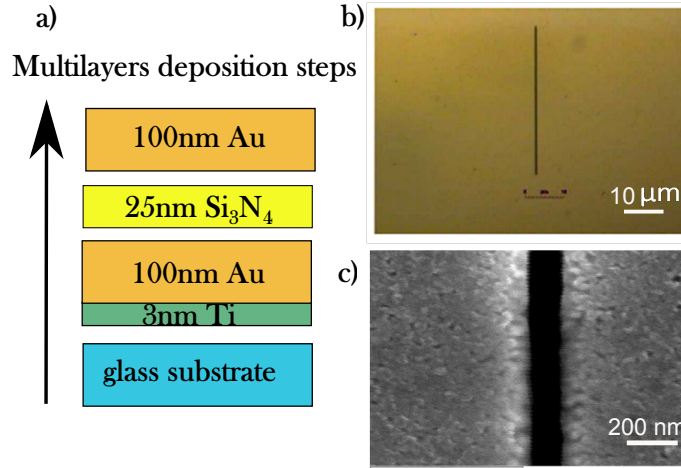 a)
Multilayers deposition steps
100nm Au
25nm Si₃N₄
100nm Au
3nm Ti
glass substrate
b)
10 μm
c)
200 nm